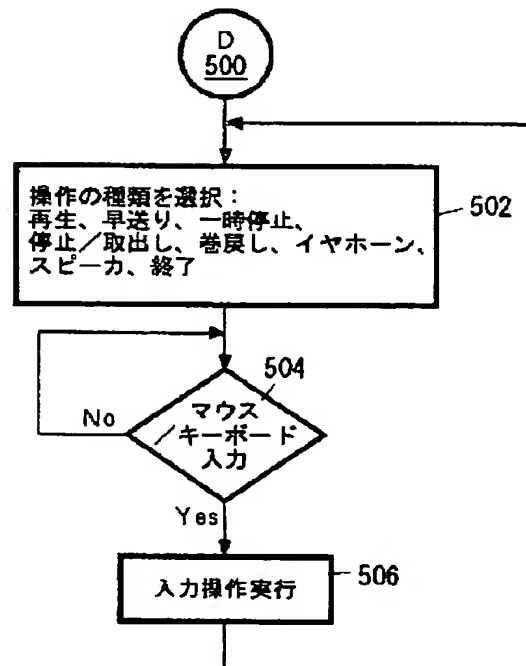 D
500
操作の種類を選択：
再生、早送り、一時停止、
停止／取出し、巻戻し、イヤホーン、
スピーカ、終了
502
504
マウス
／キーボード
入力
No
Yes
入力操作実行
506